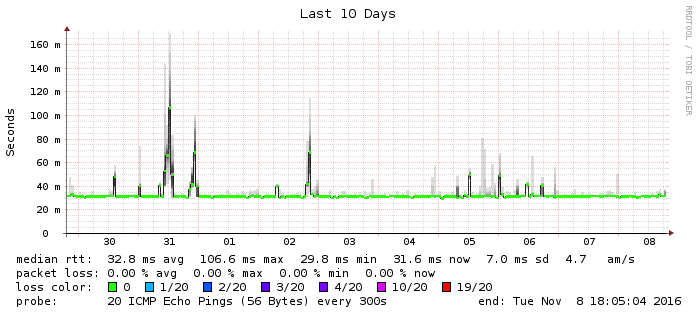 Last 10 Days
RRDTOOL / TOBI OETIKER
Seconds
160 m
140 m
120 m
100 m
80 m
60 m
40 m
20 m
0
30 31 01 02 03 04 05 06 07 08
median rtt: 32.8 ms avg 106.6 ms max 29.8 ms min 31.6 ms now 7.0 ms sd 4.7 am/s
packet loss: 0.00 % avg 0.00 % max 0.00 % min 0.00 % now
loss color: 0 1/20 2/20 3/20 4/20 10/20 19/20
probe: 20 ICMP Echo Pings (56 Bytes) every 300s end: Tue Nov 8 18:05:04 2016